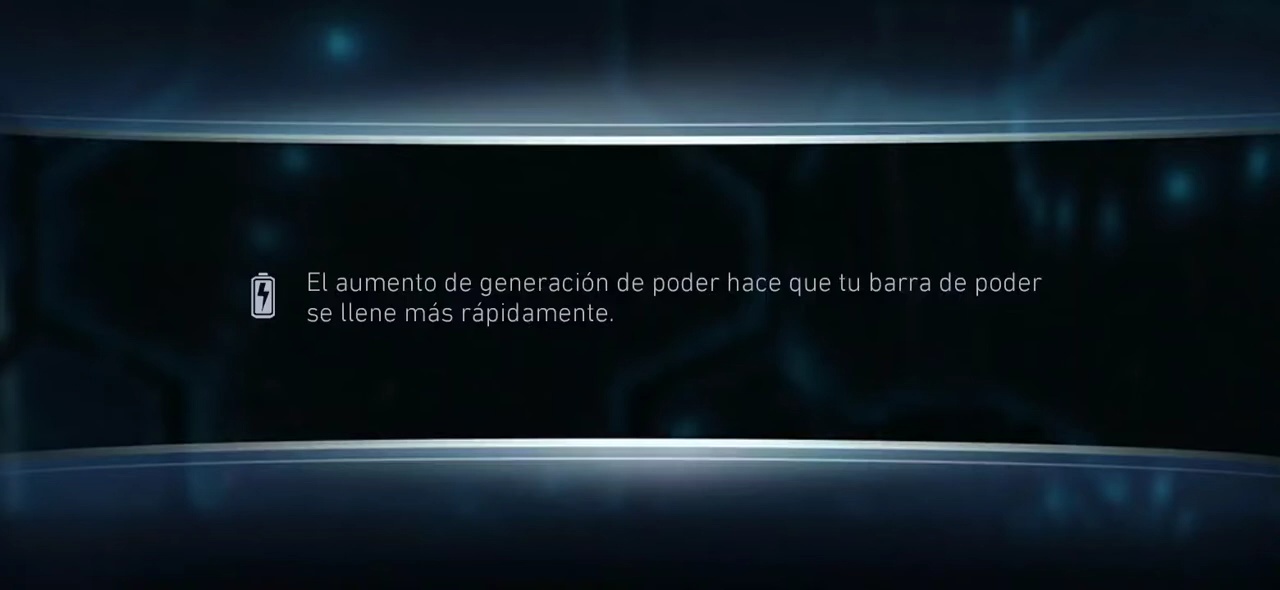 El aumento de generación de poder hace que tu barra de poder
se llene más rápidamente.